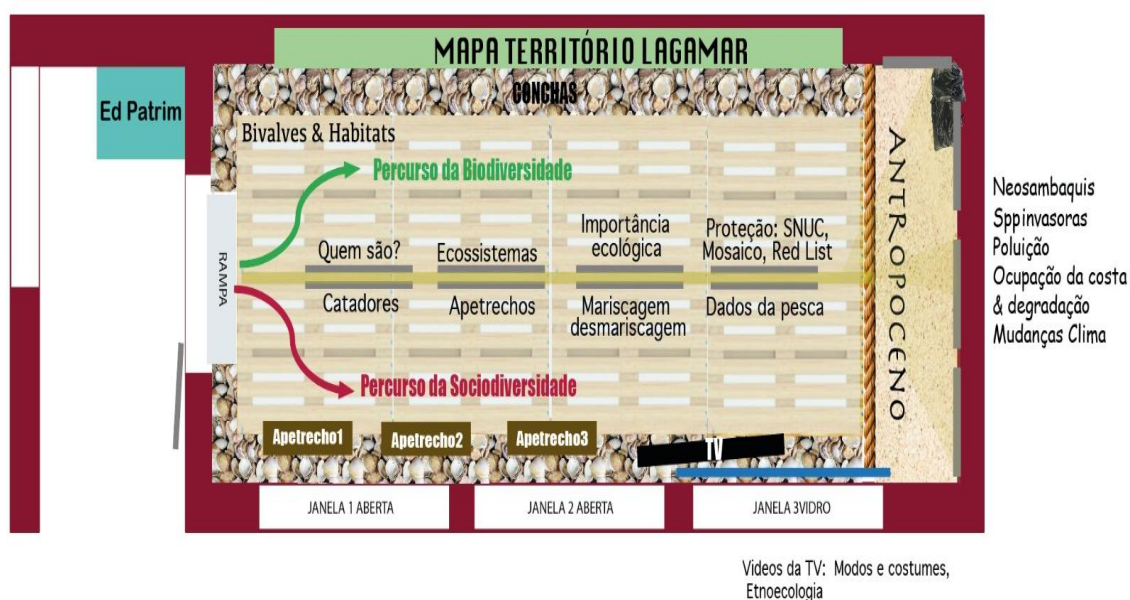 MAPA TERRITÓRIO LAGAMAR
CONCHAS
Ed Patrim
Bivalves & Habitats
Percurso da Biodiversidade
RAMPA
Quem são?
Ecossistemas
Importância
ecológica
Proteção: SNUC,
Mosaico, Red List
Catadores
Apetrechos
Mariscagem
desmariscagem
Dados da pesca
Percurso da Sociodiversidade
Apetrecho1
Apetrecho2
Apetrecho3
TV
ANTROPOCENO
Neosambaquis
Sppinvasoras
Poluição
Ocupação da costa
& degradação
Mudanças Clima
JANELA 1 ABERTA
JANELA 2 ABERTA
JANELA 3VIDRO
Videos da TV: Modos e costumes,
Etnoecologia